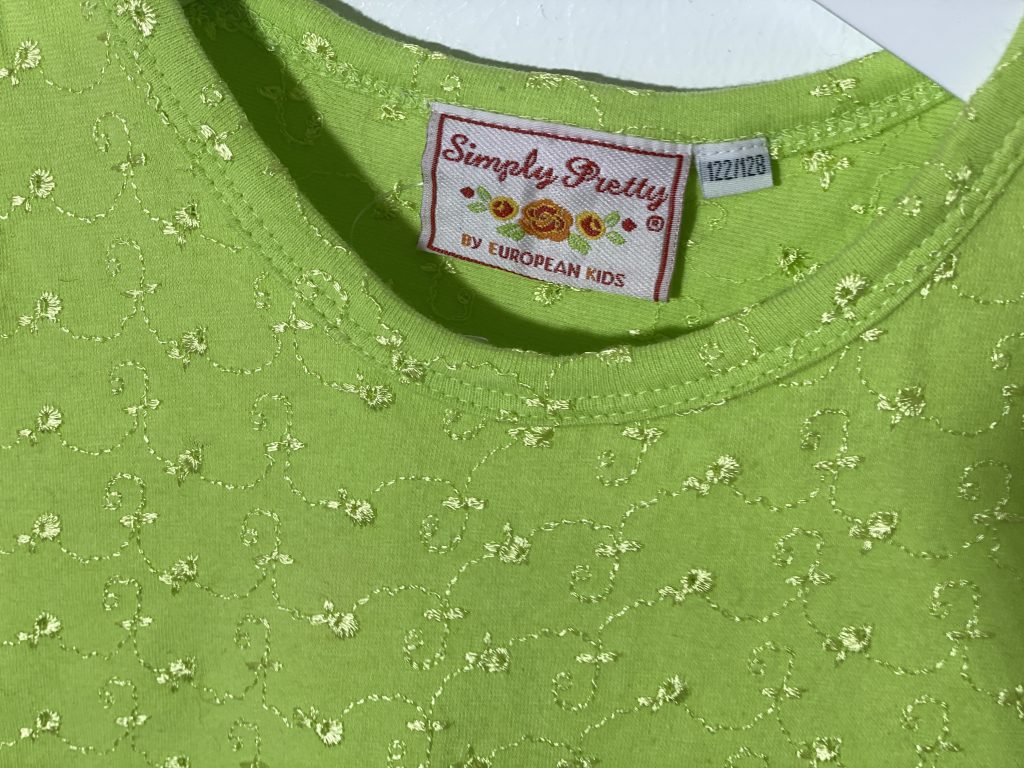 Simply Pretty
®
BY EUROPEAN KIDS
122/128